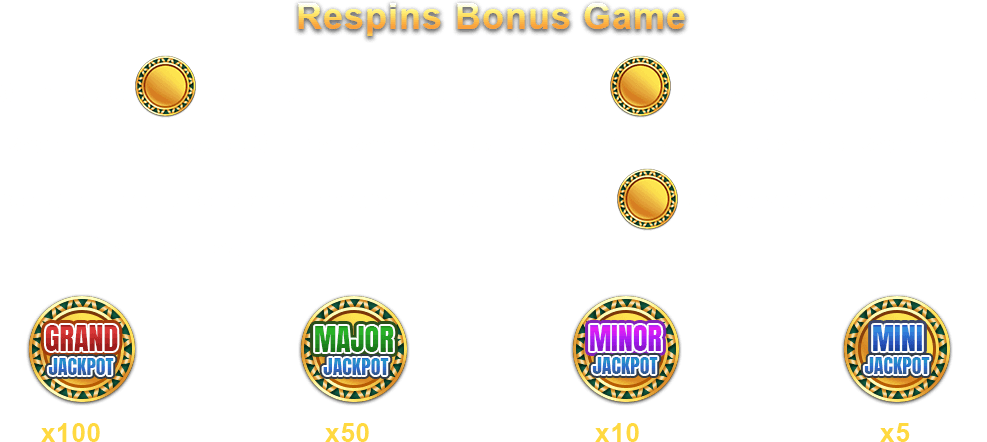 Respins Bonus Game
GRAND
JACKPOT
MAJOR
JACKPOT
MINOR
JACKPOT
MINI
JACKPOT
x100
x50
x10
x5